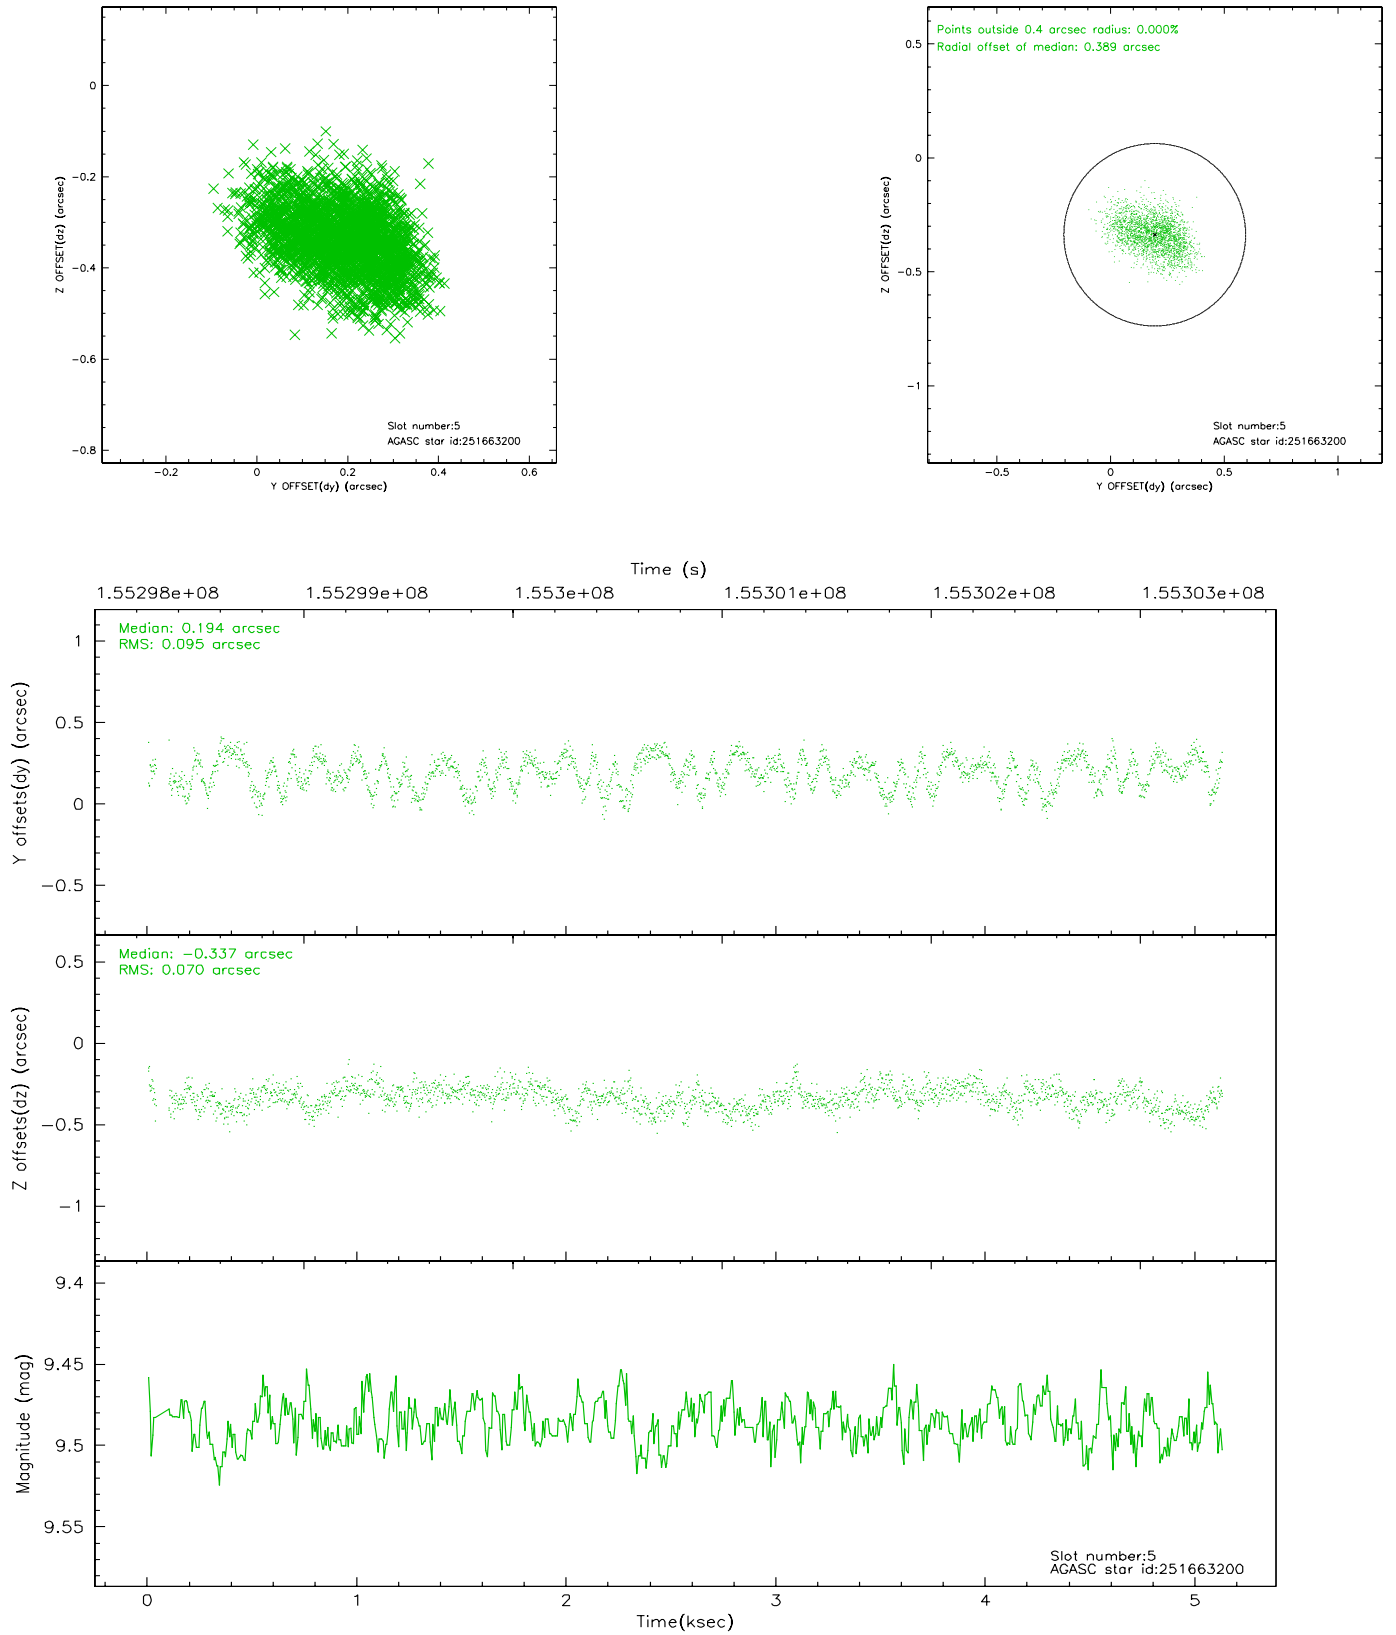 0
−0.2
−0.4
−0.6
−0.8
Z OFFSET(dz) (arcsec)
Slot number:5
AGASC star id:251663200
−0.2 0 0.2 0.4 0.6
Y OFFSET(dy) (arcsec)
Points outside 0.4 arcsec radius: 0.000%
Radial offset of median: 0.389 arcsec
0.5
0
−0.5
−1
Z OFFSET(dz) (arcsec)
Slot number:5
AGASC star id:251663200
−0.5 0 0.5 1
Y OFFSET(dy) (arcsec)
Time (s)
1.55298e+08 1.55299e+08 1.553e+08 1.55301e+08 1.55302e+08 1.55303e+08
Median: 0.194 arcsec
RMS: 0.095 arcsec
1
0.5
0
−0.5
Y offsets(dy) (arcsec)
Median: −0.337 arcsec
RMS: 0.070 arcsec
0.5
0
−0.5
−1
Z offsets(dz) (arcsec)
9.4
9.45
9.5
9.55
Magnitude (mag)
Slot number:5
AGASC star id:251663200
0 1 2 3 4 5
Time(ksec)